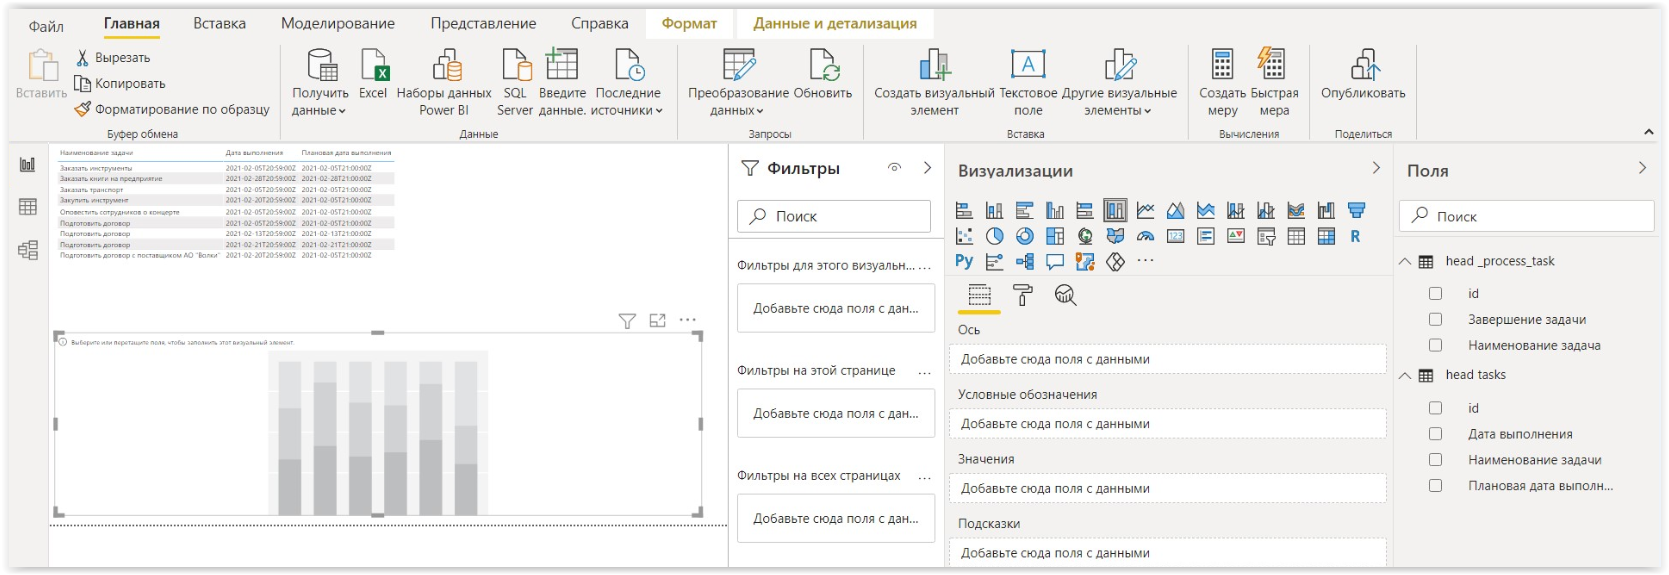 Файл
Главная
Вставка
Моделирование
Представление
Справка
Формат
Данные и детализация
Вставить
Вырезать
Копировать
Форматирование по образцу
Буфер обмена
Получить
данные
Excel
Наборы данных
Power BI
SQL
Server
Введите
данные.
Последние
источники
Данные
Преобразование
данных
Обновить
Запросы
Создать визуальный
элемент
Текстовое
поле
Другие визуальные
элементы
Вставка
Создать
меру
Быстрая
мера
Вычисления
Опубликовать
Поделиться
Наименование задачи Дата выполнения Плановая дата выполнения
Заказать инструменты 2021-02-05T20:59:00Z 2021-02-05T21:00:00Z
Заказать книги на предприятие 2021-02-28T20:59:00Z 2021-02-28T21:00:00Z
Заказать транспорт 2021-02-05T20:59:00Z 2021-02-05T21:00:00Z
Закупить инструмент 2021-02-20T20:59:00Z 2021-02-05T21:00:00Z
Оповестить сотрудников о концерте 2021-02-05T20:59:00Z 2021-02-05T21:00:00Z
Подготовить договор 2021-02-05T20:59:00Z 2021-02-05T21:00:00Z
Подготовить договор 2021-02-13T20:59:00Z 2021-02-13T21:00:00Z
Подготовить договор 2021-02-21T20:59:00Z 2021-02-21T21:00:00Z
Подготовить договор с поставщиком АО "Волки" 2021-02-20T20:59:00Z 2021-02-05T21:00:00Z
Выберите или перетащите поля, чтобы заполнить этот визуальный элемент
Фильтры
Поиск
Фильтры для этого визуальн... ...
Добавьте сюда поля с дан...
Фильтры на этой странице ...
Добавьте сюда поля с дан...
Фильтры на всех страницах ...
Добавьте сюда поля с дан...
Визуализации
123
R
Py
...
Ось
Добавьте сюда поля с данными
Условные обозначения
Добавьте сюда поля с данными
Значения
Добавьте сюда поля с данными
Подсказки
Добавьте сюда поля с данными
Поля
Поиск
head _process_task
id
Завершение задачи
Наименование задача
head tasks
id
Дата выполнения
Наименование задачи
Плановая дата выполн...